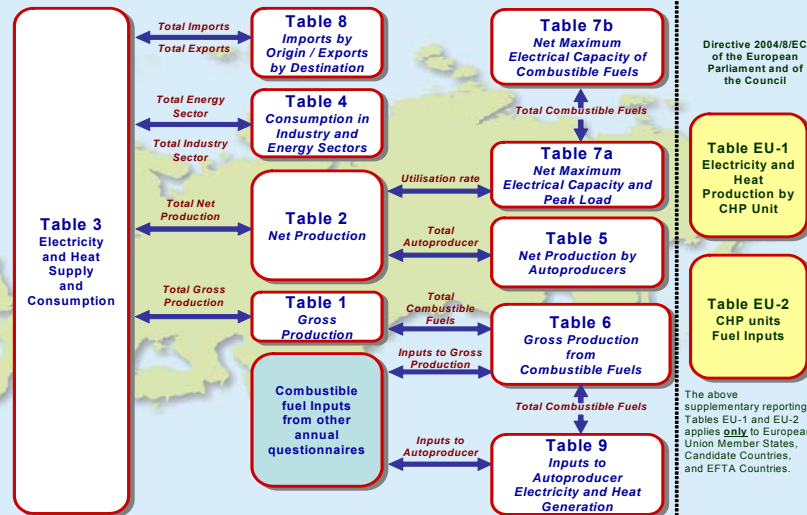 Table 3
Electricity
and Heat
Supply
and
Consumption
Total Imports
Total Exports
Total Energy
Sector
Total Industry
Sector
Total Net
Production
Total Gross
Production
Table 8
Imports by
Origin / Exports
by Destination
Table 4
Consumption in
Industry and
Energy Sectors
Table 2
Net Production
Table 1
Gross
Production
Combustible
fuel Inputs
from other
annual
questionnaires
Utilisation rate
Total
Autoproducer
Total
Combustible
Fuels
Inputs to Gross
Production
Inputs to
Autoproducer
Table 7b
Net Maximum
Electrical Capacity of
Combustible Fuels
Total Combustible Fuels
Table 7a
Net Maximum
Electrical Capacity and
Peak Load
Table 5
Net Production by
Autoproducers
Table 6
Gross Production
from
Combustible Fuels
Total Combustible Fuels
Table 9
Inputs to
Autoproducer
Electricity and Heat
Generation
Directive 2004/8/EC
of the European
Parliament and of
the Council
Table EU-1
Electricity and
Heat
Production by
CHP Unit
Table EU-2
CHP units
Fuel Inputs
The above
supplementary reporting
Tables EU-1 and EU-2
applies only to European
Union Member States,
Candidate Countries,
and EFTA Countries.